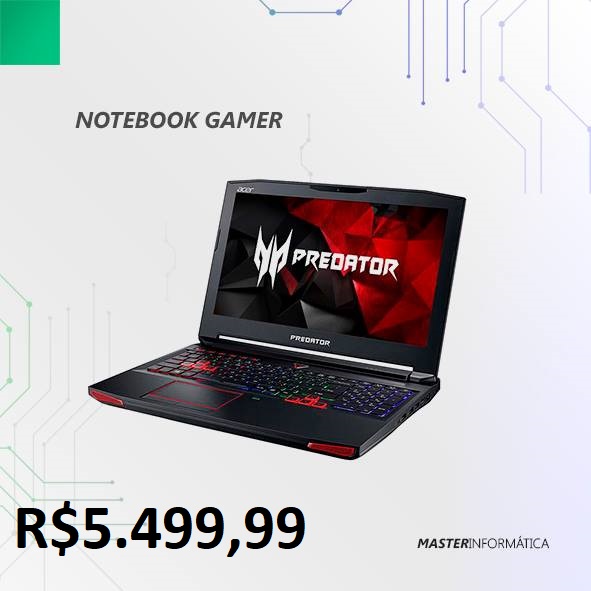 NOTEBOOK GAMER
acer
PREDATOR
PREDATOR
R$5.499,99
MASTERINFORMÁTICA